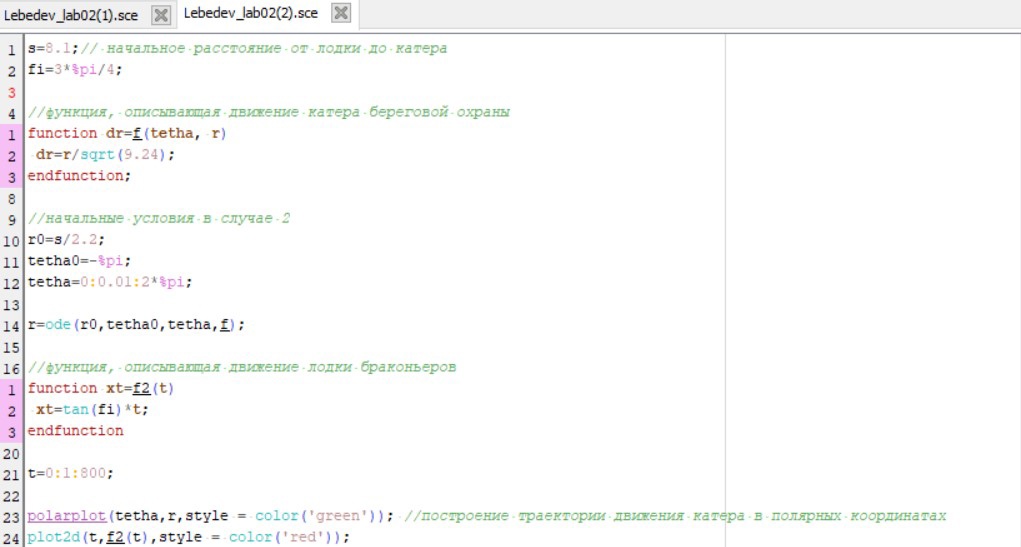 Lebedev_lab02(1).sce Lebedev_lab02(2).sce
1 s=8.1;// начальное расстояние от лодки до катера
2 fi=3*%pi/4;
3
4 //функция, описывающая движение катера береговой охраны
1 function dr=f(tetha, r)
2 dr=r/sqrt(9.24);
3 endfunction;
8
9 //начальные условия в случае 2
10 r0=s/2.2;
11 tetha0=-%pi;
12 tetha=0:0.01:2*%pi;
13
14 r=ode(r0,tetha0,tetha,f);
15
16 //функция, описывающая движение лодки браконьеров
1 function xt=f2(t)
2 xt=tan(fi)*t;
3 endfunction
20
21 t=0:1:800;
22
23 polarplot(tetha,r,style = color('green')); //построение траектории движения катера в полярных координатах
24 plot2d(t,f2(t),style = color('red'));